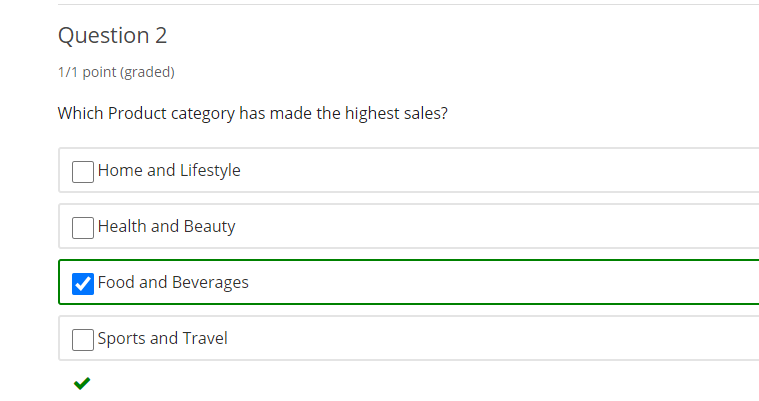 Question 2
1/1 point (graded)
Which Product category has made the highest sales?
Home and Lifestyle
Health and Beauty
Food and Beverages
Sports and Travel